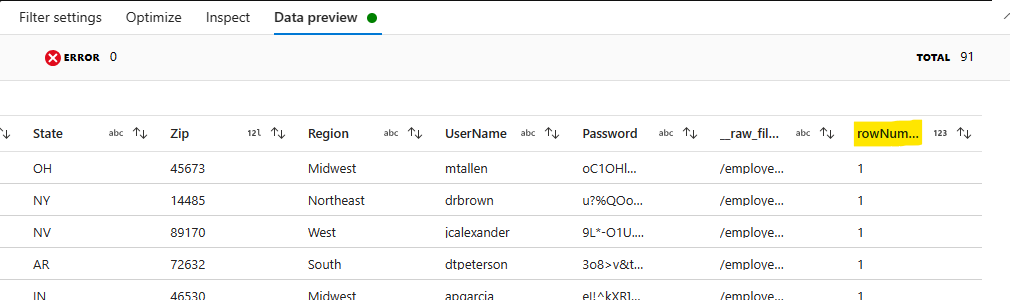 Filter settings Optimize Inspect Data preview
ERROR 0 TOTAL 91
State abc Zip 12l Region abc UserName abc Password abc __raw_fil... abc rowNum... 123
OH 45673 Midwest mtallen oC1OHl... /employe... 1
NY 14485 Northeast drbrown u?%QOo... /employe... 1
NV 89170 West jcalexander 9L*-O1U.... /employe... 1
AR 72632 South dtpeterson 3o8>v&t... /employe... 1
IN 46530 Midwest apgarcia eI!^kXR]... /employe... 1